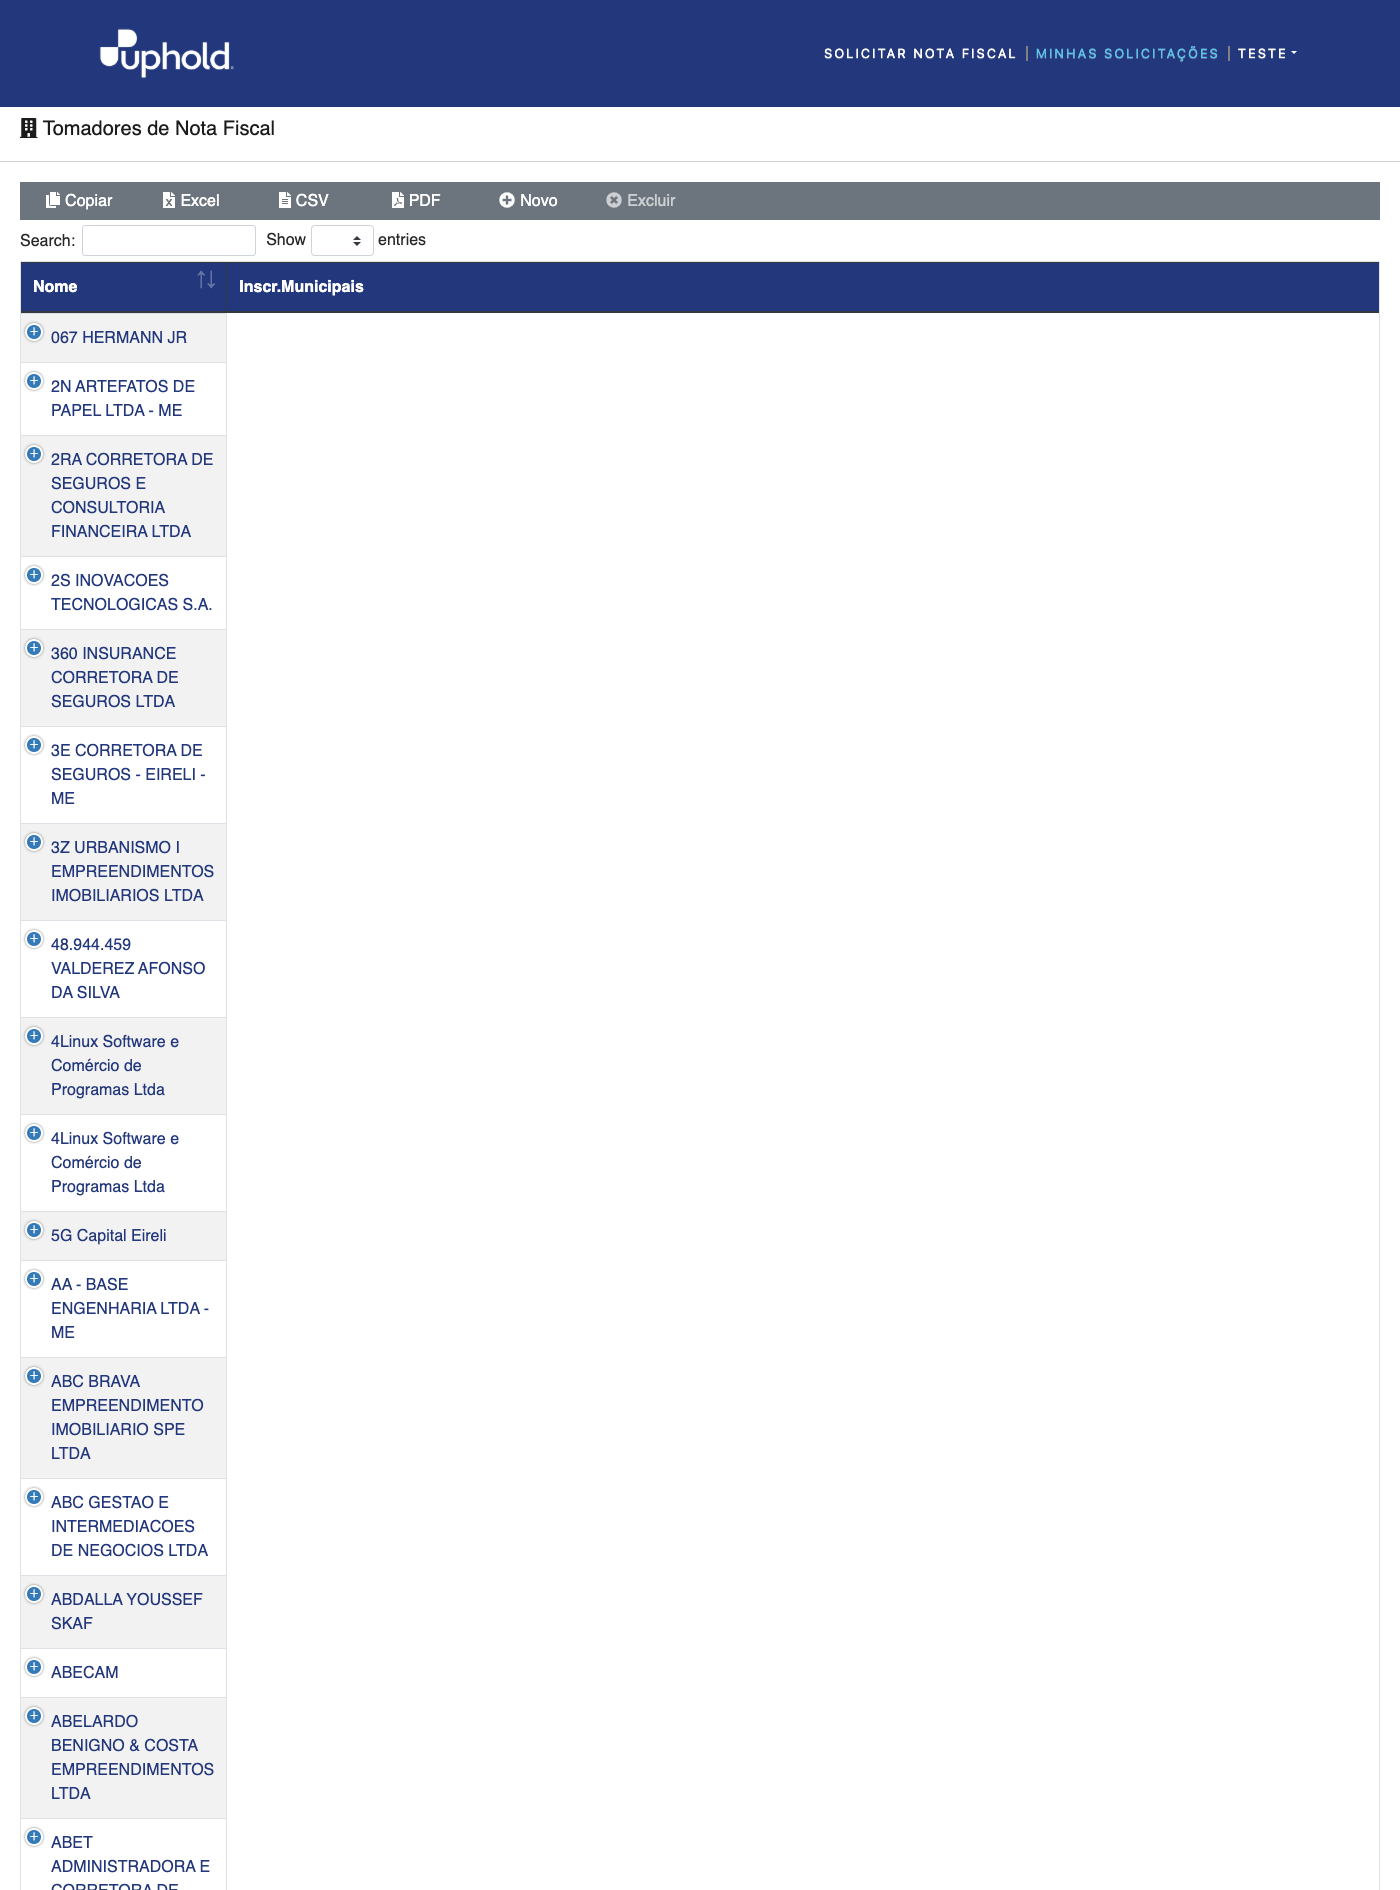 uphold
SOLICITAR NOTA FISCAL | MINHAS SOLICITAÇÕES | TESTE
Tomadores de Nota Fiscal
Copiar Excel CSV PDF Novo Excluir
Search: Show entries
Nome Inscr.Municipais
067 HERMANN JR
2N ARTEFATOS DE
PAPEL LTDA - ME
2RA CORRETORA DE
SEGUROS E
CONSULTORIA
FINANCEIRA LTDA
2S INOVACOES
TECNOLOGICAS S.A.
360 INSURANCE
CORRETORA DE
SEGUROS LTDA
3E CORRETORA DE
SEGUROS - EIRELI -
ME
3Z URBANISMO I
EMPREENDIMENTOS
IMOBILIARIOS LTDA
48.944.459
VALDEREZ AFONSO
DA SILVA
4Linux Software e
Comércio de
Programas Ltda
4Linux Software e
Comércio de
Programas Ltda
5G Capital Eireli
AA - BASE
ENGENHARIA LTDA -
ME
ABC BRAVA
EMPREENDIMENTO
IMOBILIARIO SPE
LTDA
ABC GESTAO E
INTERMEDIACOES
DE NEGOCIOS LTDA
ABDALLA YOUSSEF
SKAF
ABECAM
ABELARDO
BENIGNO & COSTA
EMPREENDIMENTOS
LTDA
ABET
ADMINISTRADORA E
CORRETORA DE